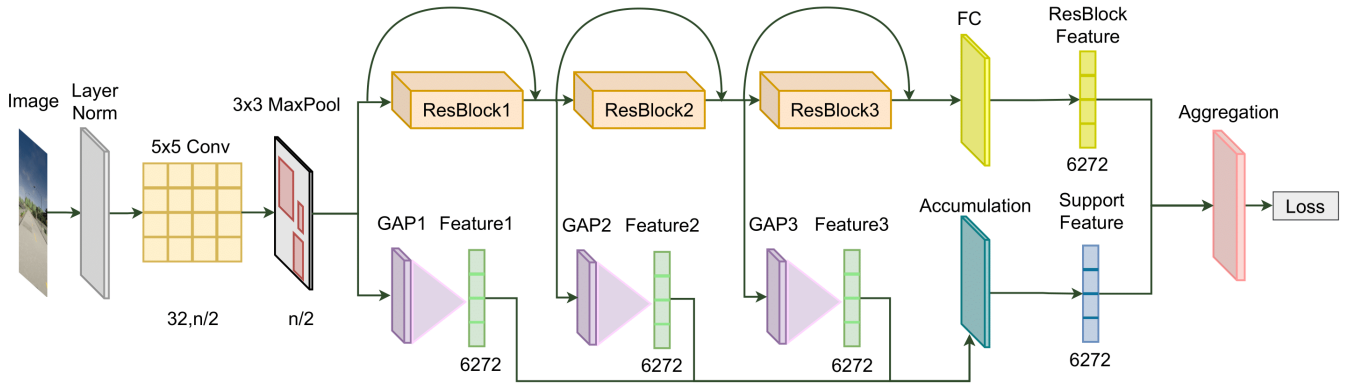 Image
Layer
Norm
5x5 Conv
32,n/2
3x3 MaxPool
n/2
ResBlock1
ResBlock2
ResBlock3
FC
ResBlock
Feature
6272
GAP1
Feature1
6272
GAP2
Feature2
6272
GAP3
Feature3
6272
Accumulation
Support
Feature
6272
Aggregation
Loss